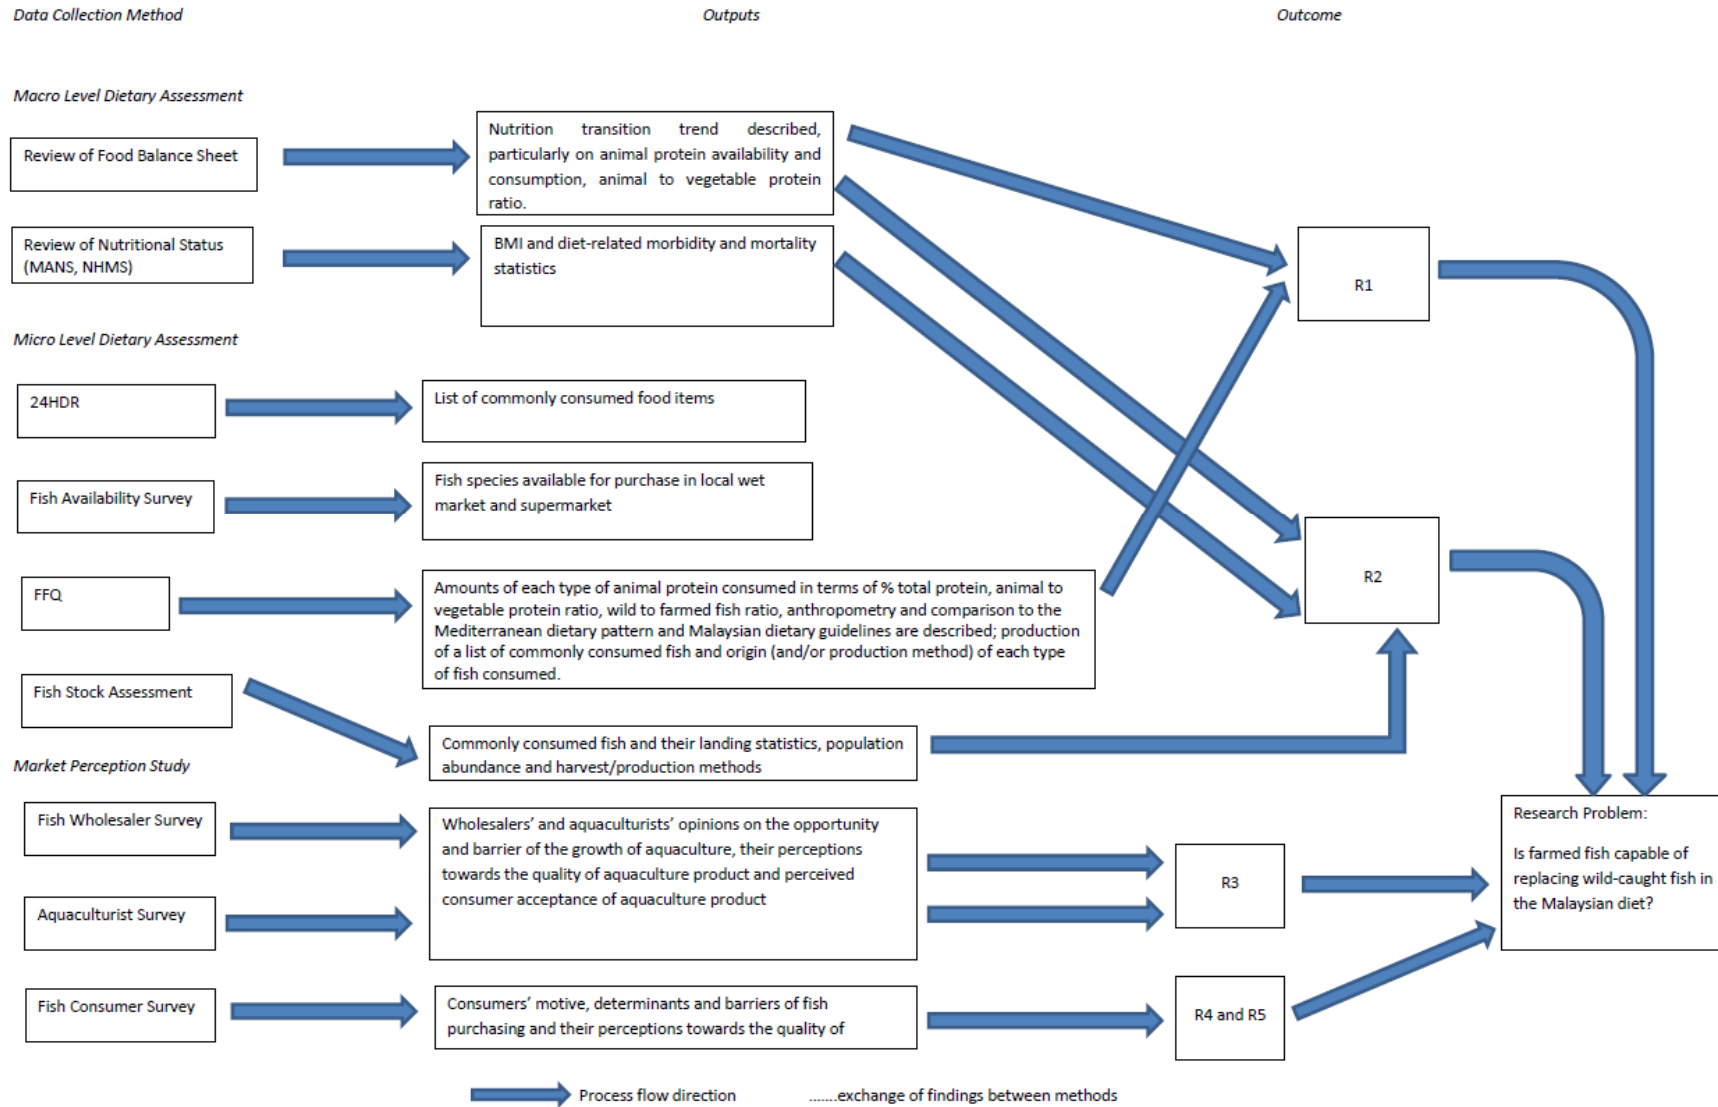 Data Collection Method
Outputs
Outcome
Macro Level Dietary Assessment
Review of Food Balance Sheet
Nutrition transition trend described,
particularly on animal protein availability and
consumption, animal to vegetable protein
ratio.
Review of Nutritional Status
(MANS, NHMS)
BMI and diet-related morbidity and mortality
statistics
R1
Micro Level Dietary Assessment
24HDR
List of commonly consumed food items
Fish Availability Survey
Fish species available for purchase in local wet
market and supermarket
R2
FFQ
Amounts of each type of animal protein consumed in terms of % total protein, animal to
vegetable protein ratio, wild to farmed fish ratio, anthropometry and comparison to the
Mediterranean dietary pattern and Malaysian dietary guidelines are described; production
of a list of commonly consumed fish and origin (and/or production method) of each type
of fish consumed.
Fish Stock Assessment
Commonly consumed fish and their landing statistics, population
abundance and harvest/production methods
Market Perception Study
Fish Wholesaler Survey
Wholesalers’ and aquaculturists’ opinions on the opportunity
and barrier of the growth of aquaculture, their perceptions
towards the quality of aquaculture product and perceived
consumer acceptance of aquaculture product
Aquaculturist Survey
R3
Research Problem:
Is farmed fish capable of
replacing wild-caught fish in
the Malaysian diet?
Fish Consumer Survey
Consumers’ motive, determinants and barriers of fish
purchasing and their perceptions towards the quality of
R4 and R5
Process flow direction
.......exchange of findings between methods